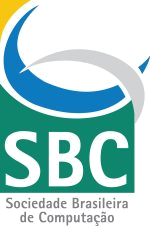 SBC
Sociedade Brasileira
de Computação